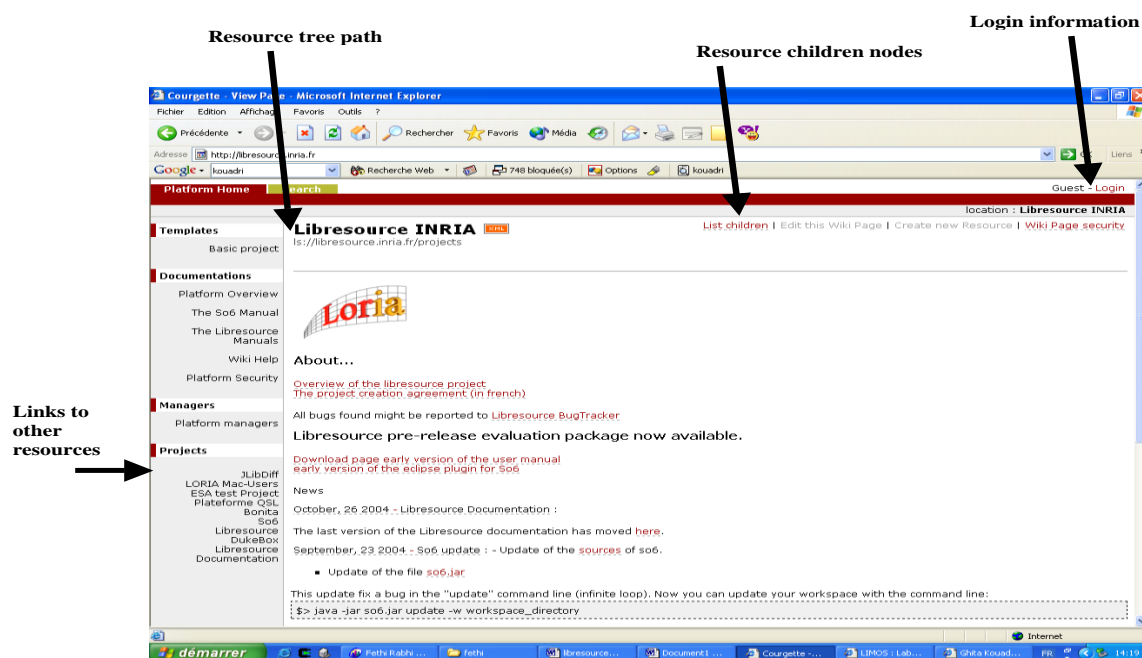 Login information
Resource tree path
Resource children nodes
Courgette - View Page - Microsoft Internet Explorer
Fichier Edition Affichag Favoris Outils ?
Précédente Rechercher Favoris Média
Adresse http://libresource.inria.fr Liens
Google kouadri Recherche Web 748 bloquée(s) Options kouadri
Platform Home Search Guest - Login
location : Libresource INRIA
Templates
Basic project
Documentations
Platform Overview
The So6 Manual
The Libresource
Manuals
Wiki Help
Platform Security
Managers
Platform managers
Projects
JLibDiff
LORIA Mac-Users
ESA test Project
Plateforme QSL
Bonita
So6
Libresource
DukeBox
Libresource
Documentation
Links to
other
resources
Libresource INRIA XML
ls://libresource.inria.fr/projects
List children | Edit this Wiki Page | Create new Resource | Wiki Page security
Loria
About...
Overview of the libresource project
The project creation agreement (in french)
All bugs found might be reported to Libresource BugTracker
Libresource pre-release evaluation package now available.
Download page early version of the user manual
early version of the eclipse plugin for So6
News
October, 26 2004 - Libresource Documentation :
The last version of the Libresource documentation has moved here.
September, 23 2004 - So6 update : - Update of the sources of so6.
Update of the file so6.jar
This update fix a bug in the "update" command line (infinite loop). Now you can update your workspace with the command line:
$> java -jar so6.jar update -w workspace_directory
Internet
démarrer Fethi Rabhi ... fethi libresource... Document1 ... Courgette -... LIMOS : Lab... Ghita Kouad... FR 14:19